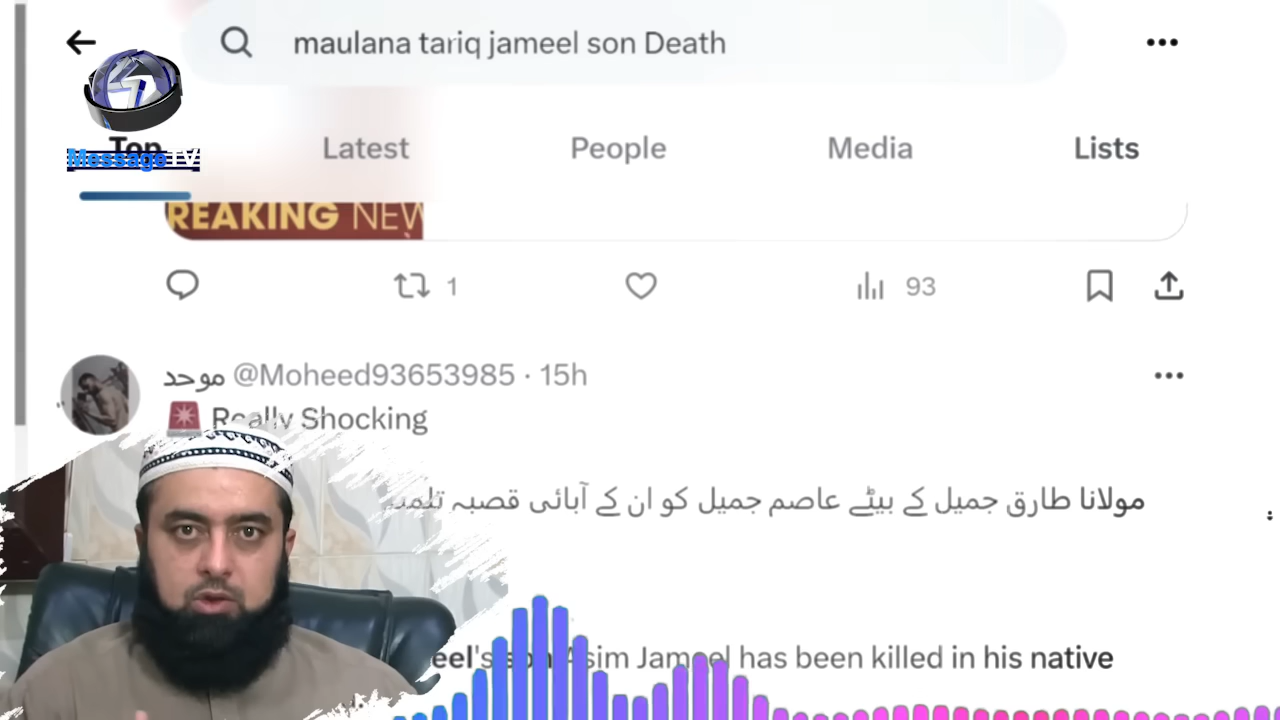 maulana tariq jameel son Death
Top
Latest
People
Media
Lists
MessageTV
REAKING NEW
1
93
موحد @Moheed93653985 · 15h
🚨 Really Shocking
مولانا طارق جمیل کے بیٹے عاصم جمیل کو ان کے آبائی قصبہ
eel's son Asim Jameel has been killed in his native